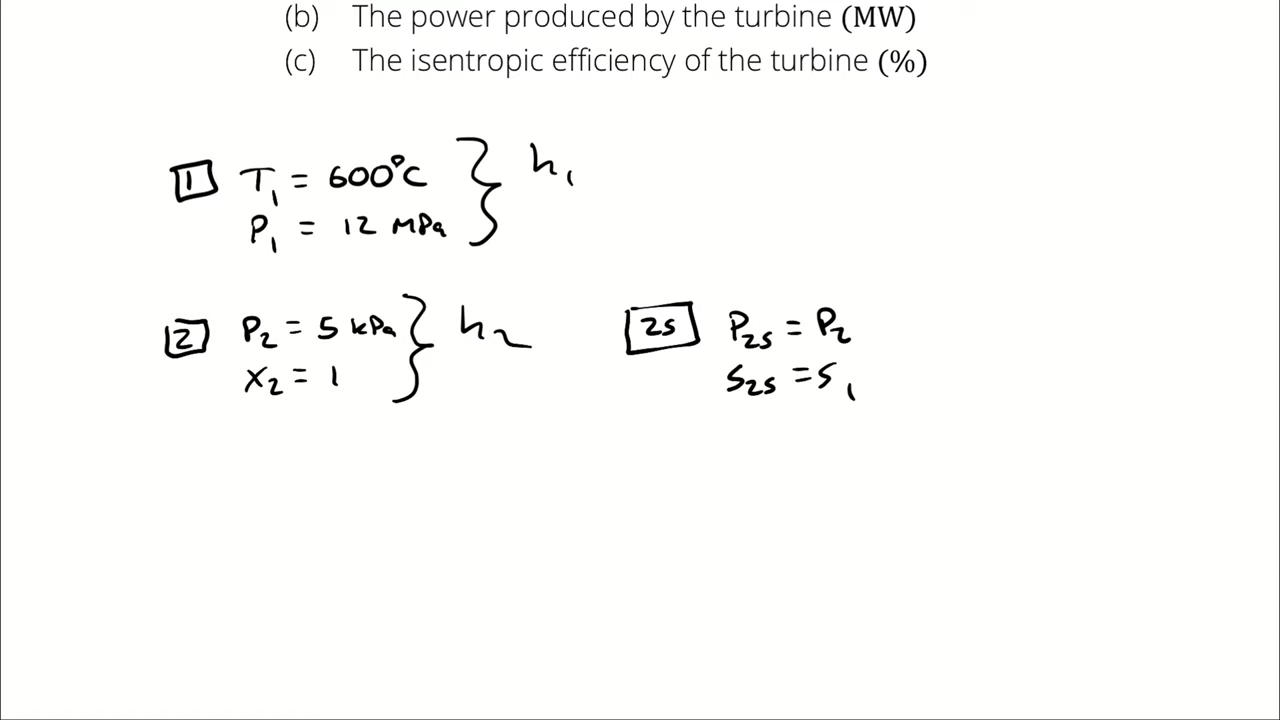 (b) The power produced by the turbine (MW)
(c) The isentropic efficiency of the turbine (%)
1 T₁ = 600°C } h₁
P₁ = 12 MPa
2 P₂ = 5 kPa } h₂
x₂ = 1
2s P₂s = P₂
s₂s = s₁